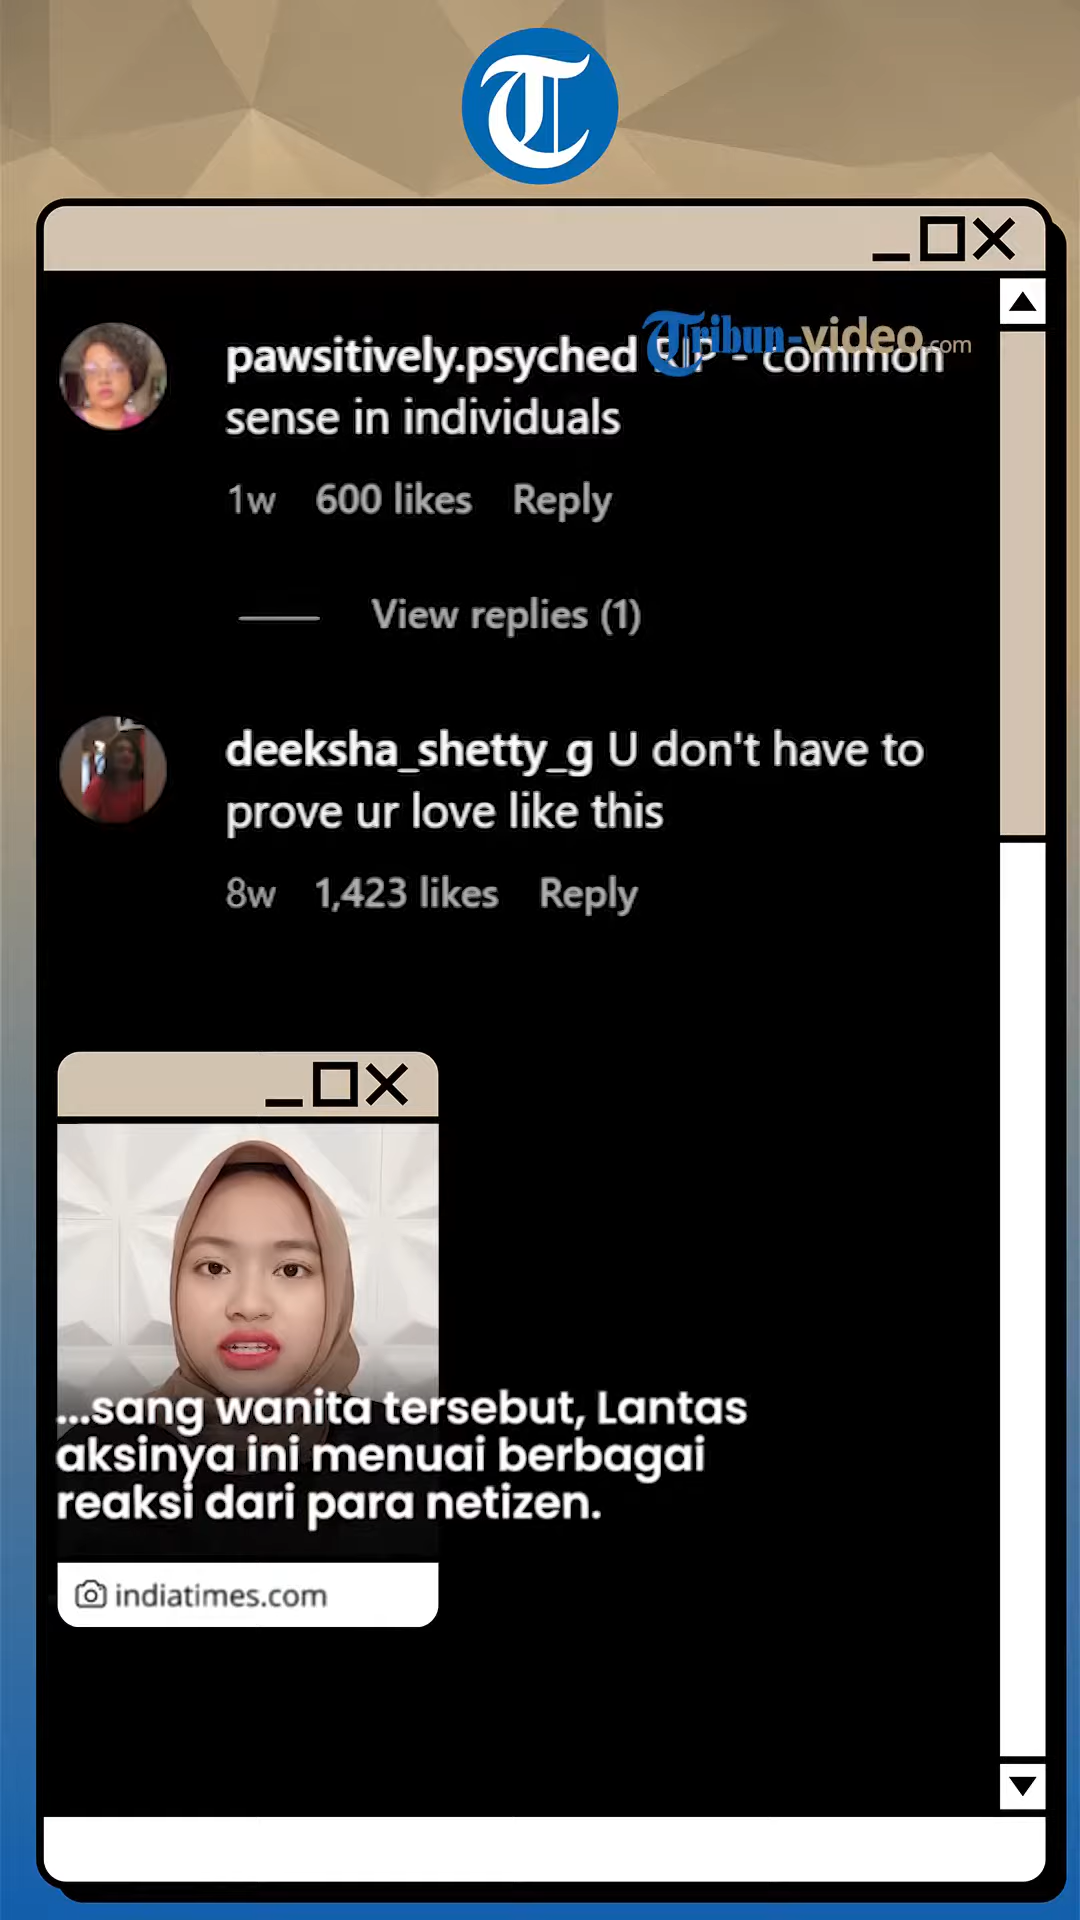 T
Tribun-video.com
pawsitively.psyched RIP - common
sense in individuals
1w 600 likes Reply
View replies (1)
deeksha_shetty_g U don't have to
prove ur love like this
8w 1,423 likes Reply
...sang wanita tersebut, Lantas
aksinya ini menuai berbagai
reaksi dari para netizen.
indiatimes.com